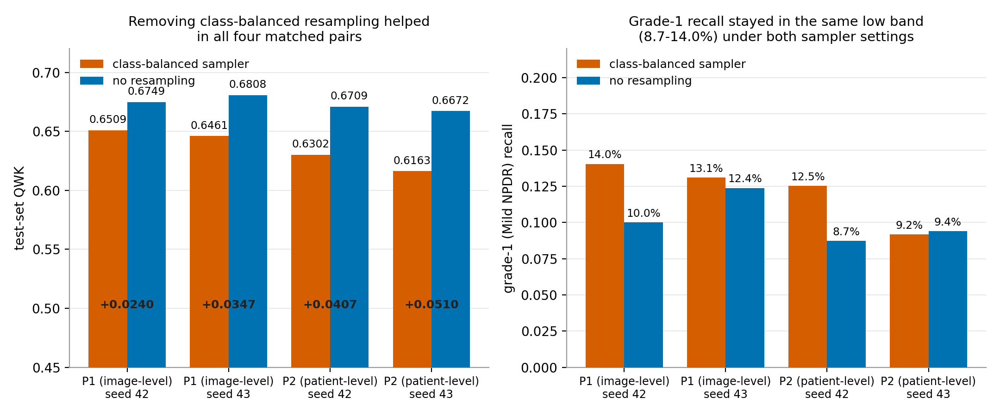 Removing class-balanced resampling helped
in all four matched pairs
class-balanced sampler
no resampling
test-set QWK
0.70
0.65
0.60
0.55
0.50
0.45
0.6509
0.6749
0.6461
0.6808
0.6302
0.6709
0.6163
0.6672
+0.0240
+0.0347
+0.0407
+0.0510
P1 (image-level)
seed 42
P1 (image-level)
seed 43
P2 (patient-level)
seed 42
P2 (patient-level)
seed 43
Grade-1 recall stayed in the same low band
(8.7-14.0%) under both sampler settings
class-balanced sampler
no resampling
grade-1 (Mild NPDR) recall
0.200
0.175
0.150
0.125
0.100
0.075
0.050
0.025
0.000
14.0%
10.0%
13.1%
12.4%
12.5%
8.7%
9.2%
9.4%
P1 (image-level)
seed 42
P1 (image-level)
seed 43
P2 (patient-level)
seed 42
P2 (patient-level)
seed 43